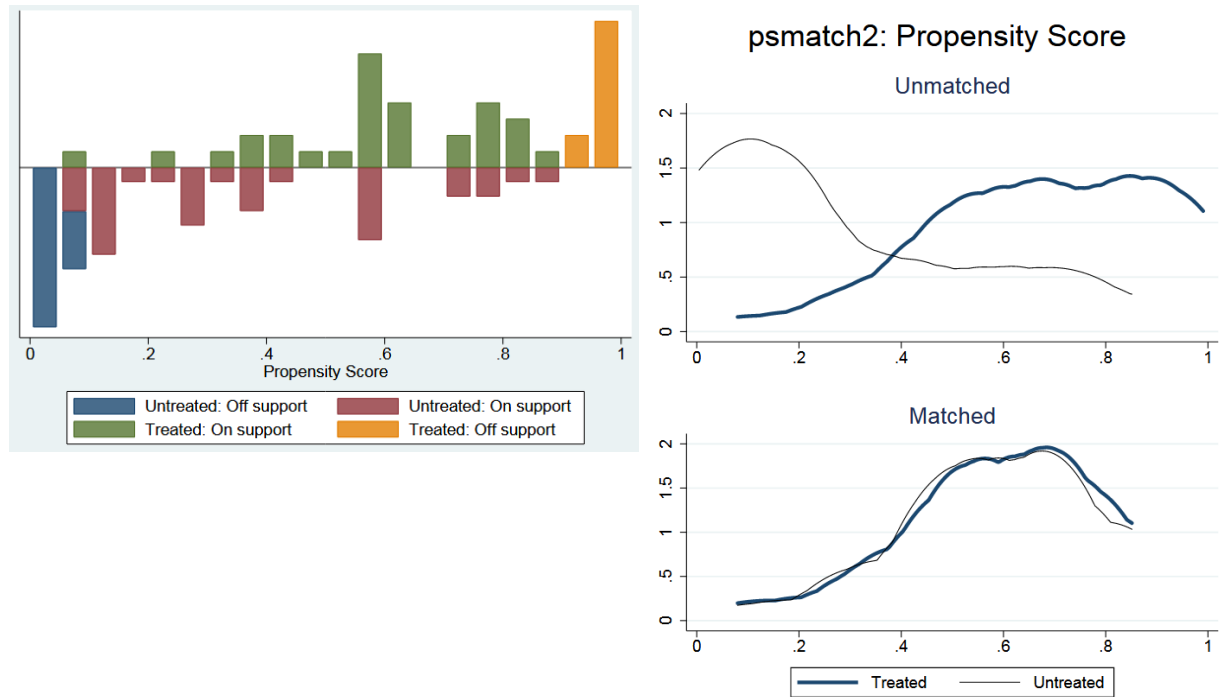 0 .2 .4 .6 .8 1
Propensity Score
Untreated: Off support Untreated: On support
Treated: On support Treated: Off support
psmatch2: Propensity Score
Unmatched
2
1.5
1
.5
0
0 .2 .4 .6 .8 1
Matched
2
1.5
1
.5
0
0 .2 .4 .6 .8 1
Treated Untreated